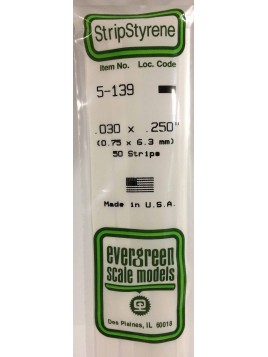 StripStyrene
Item No. Loc. Code
5-139
.030 x .250"
(0.75 x 6.3 mm)
50 Strips
Made in U.S.A.
evergreen
scale models
Des Plaines, IL 60018